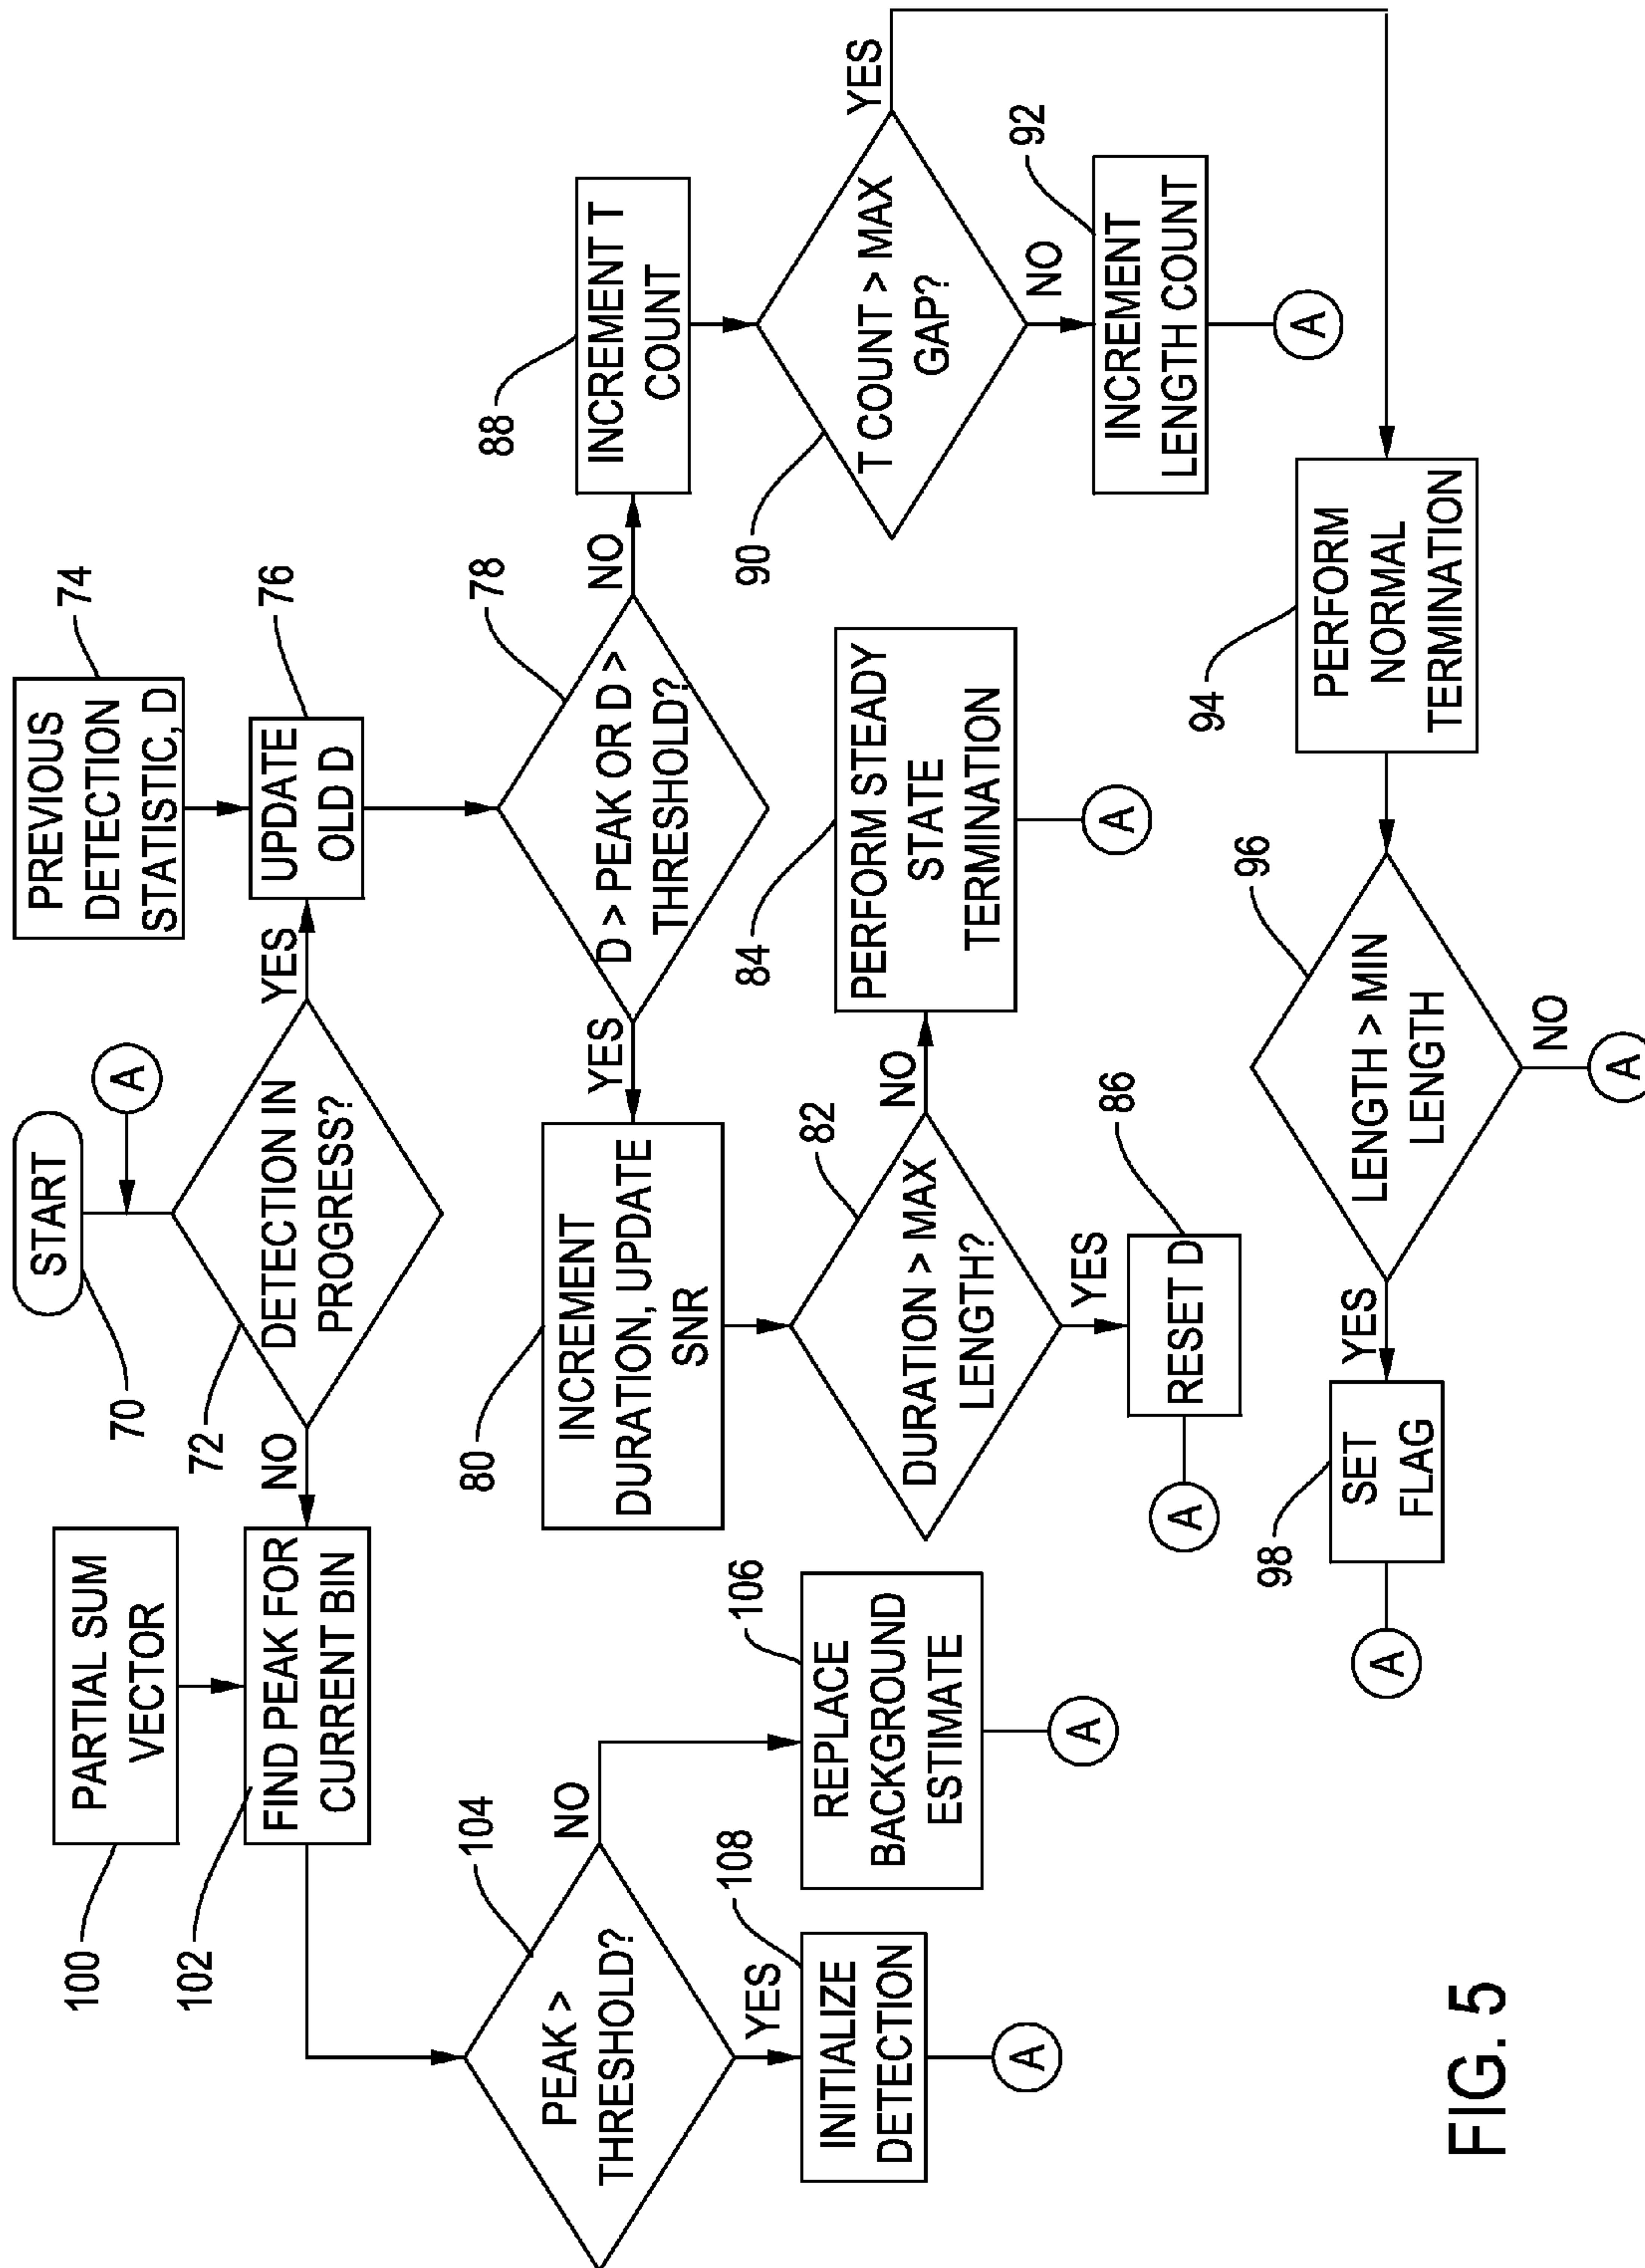 START
70
A
DETECTION IN
PROGRESS?
72
YES
NO
PREVIOUS
DETECTION
STATISTIC, D
74
UPDATE
OLD D
76
D > PEAK OR D >
THRESHOLD?
78
YES
NO
INCREMENT
DURATION, UPDATE
SNR
80
DURATION > MAX
LENGTH?
82
NO
PERFORM STEADY
STATE
TERMINATION
84
A
YES
RESET D
86
A
INCREMENT T
COUNT
88
T COUNT > MAX
GAP?
90
YES
NO
INCREMENT
LENGTH COUNT
92
A
PERFORM
NORMAL
TERMINATION
94
LENGTH > MIN
LENGTH
96
NO
A
YES
SET
FLAG
98
A
PARTIAL SUM
VECTOR
100
FIND PEAK FOR
CURRENT BIN
102
PEAK >
THRESHOLD?
104
NO
REPLACE
BACKGROUND
ESTIMATE
106
A
YES
INITIALIZE
DETECTION
108
A
FIG. 5